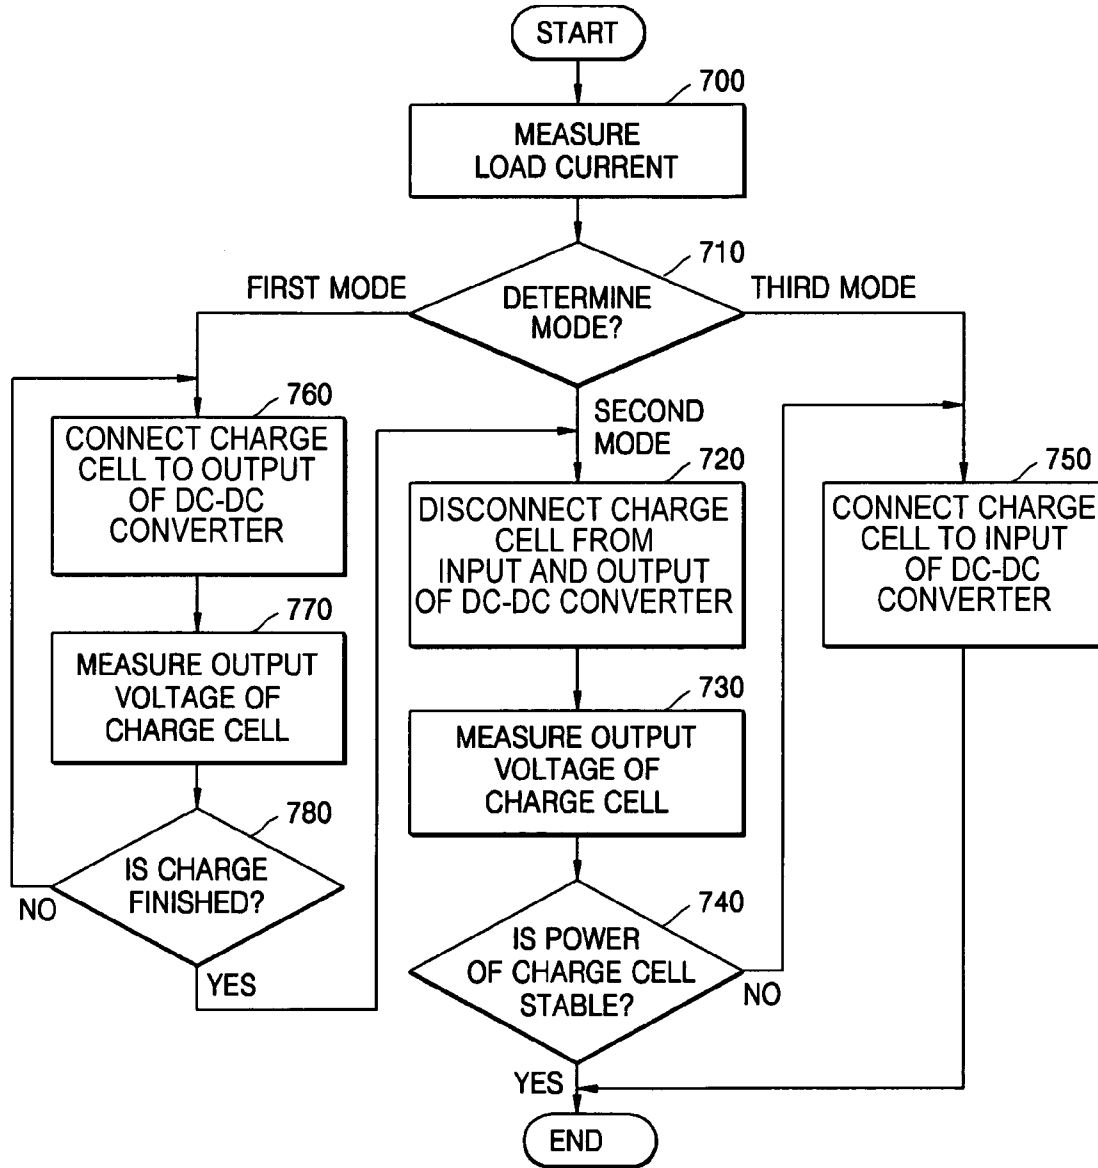 START
700
MEASURE
LOAD CURRENT
710
FIRST MODE
DETERMINE
MODE?
THIRD MODE
760
CONNECT CHARGE
CELL TO OUTPUT
OF DC-DC
CONVERTER
SECOND
MODE
720
DISCONNECT CHARGE
CELL FROM
INPUT AND OUTPUT
OF DC-DC CONVERTER
750
CONNECT CHARGE
CELL TO INPUT
OF DC-DC
CONVERTER
770
MEASURE OUTPUT
VOLTAGE OF
CHARGE CELL
730
MEASURE OUTPUT
VOLTAGE OF
CHARGE CELL
780
IS CHARGE
FINISHED?
NO
YES
740
IS POWER
OF CHARGE CELL
STABLE?
NO
YES
END